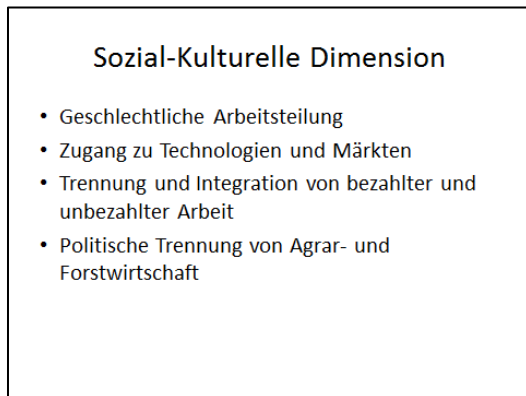 Sozial-Kulturelle Dimension
• Geschlechtliche Arbeitsteilung
• Zugang zu Technologien und Märkten
• Trennung und Integration von bezahlter und
unbezahlter Arbeit
• Politische Trennung von Agrar- und
Forstwirtschaft